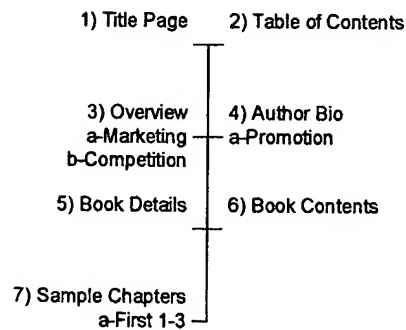 1) Title Page
2) Table of Contents
3) Overview
a-Marketing
b-Competition
4) Author Bio
a-Promotion
5) Book Details
6) Book Contents
7) Sample Chapters
a-First 1-3